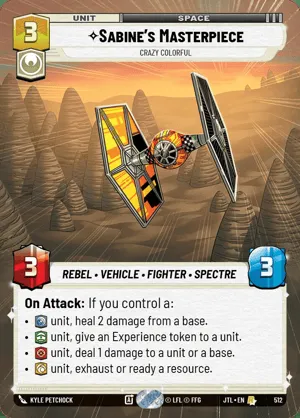 3
UNIT
SPACE
✧SABINE'S MASTERPIECE
CRAZY COLORFUL
3
REBEL • VEHICLE • FIGHTER • SPECTRE
3
On Attack: If you control a:
• unit, heal 2 damage from a base.
• unit, give an Experience token to a unit.
• unit, deal 1 damage to a unit or a base.
• unit, exhaust or ready a resource.
KYLE PETCHOCK
© LFL © FFG
JTL • EN
512